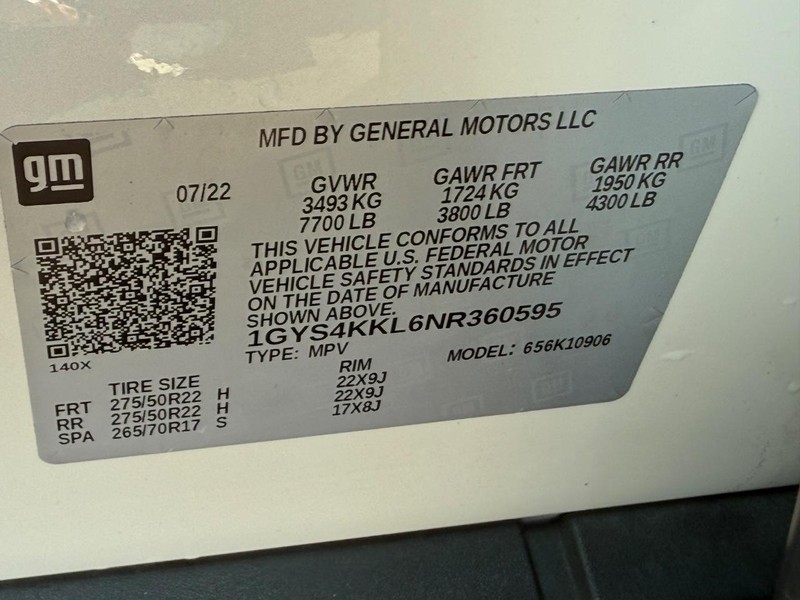 MFD BY GENERAL MOTORS LLC
gm
07/22
GVWR GAWR FRT GAWR RR
3493 KG 1724 KG 1950 KG
7700 LB 3800 LB 4300 LB
THIS VEHICLE CONFORMS TO ALL
APPLICABLE U.S. FEDERAL MOTOR
VEHICLE SAFETY STANDARDS IN EFFECT
ON THE DATE OF MANUFACTURE
SHOWN ABOVE.
1GYS4KKL6NR360595
TYPE: MPV MODEL: 656K10906
140X
TIRE SIZE RIM
FRT 275/50R22 H 22X9J
RR 275/50R22 H 22X9J
SPA 265/70R17 S 17X8J